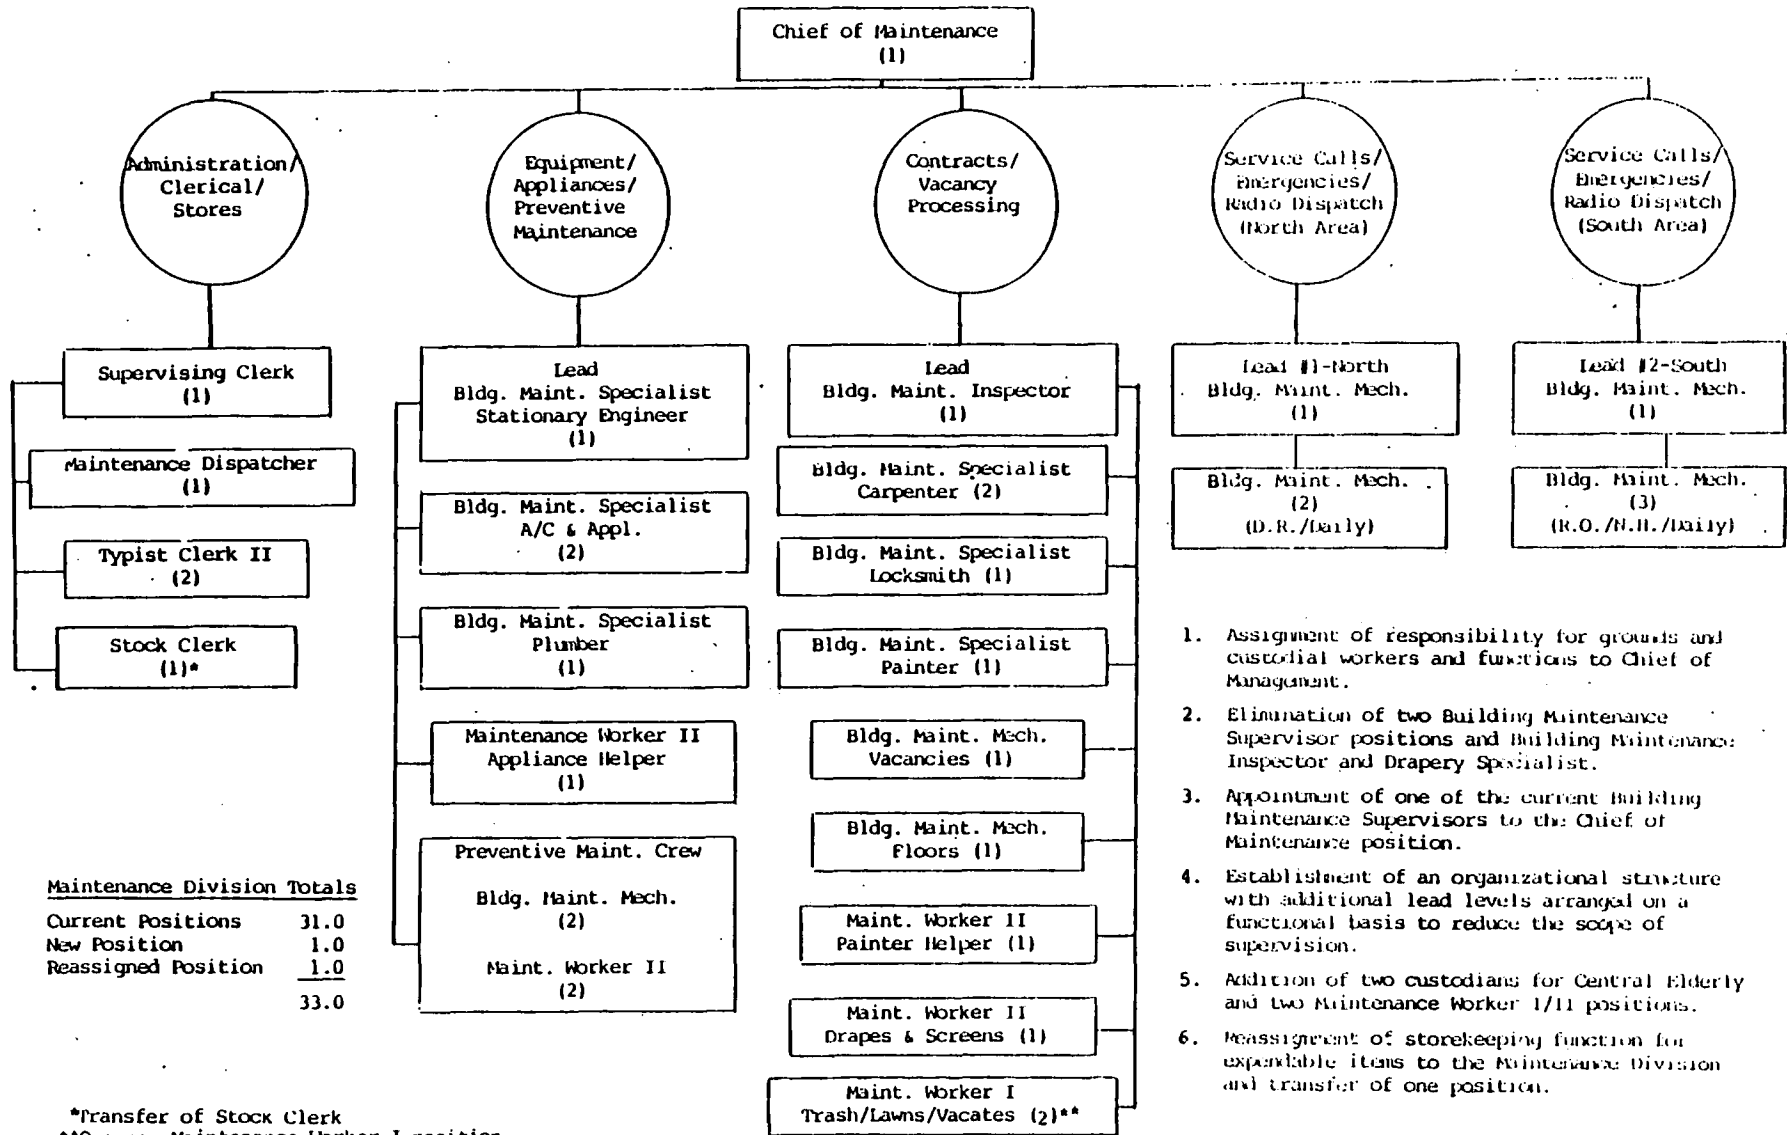 Chief of Maintenance
(1)
Administration/
Clerical/
Stores
Equipment/
Appliances/
Preventive
Maintenance
Contracts/
Vacancy
Processing
Service Calls/
Emergencies/
Radio Dispatch
(North Area)
Service Calls/
Emergencies/
Radio Dispatch
(South Area)
Supervising Clerk
(1)
Maintenance Dispatcher
(1)
Typist Clerk II
(2)
Stock Clerk
(1)*
Lead
Bldg. Maint. Specialist
Stationary Engineer
(1)
Bldg. Maint. Specialist
A/C & Appl.
(2)
Bldg. Maint. Specialist
Plumber
(1)
Maintenance Worker II
Appliance Helper
(1)
Preventive Maint. Crew
Bldg. Maint. Mech.
(2)
Maint. Worker II
(2)
Lead
Bldg. Maint. Inspector
(1)
Bldg. Maint. Specialist
Carpenter (2)
Bldg. Maint. Specialist
Locksmith (1)
Bldg. Maint. Specialist
Painter (1)
Bldg. Maint. Mech.
Vacancies (1)
Bldg. Maint. Mech.
Floors (1)
Maint. Worker II
Painter Helper (1)
Maint. Worker II
Drapes & Screens (1)
Maint. Worker I
Trash/Lawns/Vacates (2)**
Lead #1-North
Bldg. Maint. Mech.
(1)
Bldg. Maint. Mech.
(2)
(D.R./Daily)
Lead #2-South
Bldg. Maint. Mech.
(1)
Bldg. Maint. Mech.
(3)
(R.O./N.H./Daily)
1. Assignment of responsibility for grounds and
custodial workers and functions to Chief of
Management.
2. Elimination of two Building Maintenance
Supervisor positions and Building Maintenance
Inspector and Drapery Specialist.
3. Appointment of one of the current Building
Maintenance Supervisors to the Chief of
Maintenance position.
4. Establishment of an organizational structure
with additional lead levels arranged on a
functional basis to reduce the scope of
supervision.
5. Addition of two custodians for Central Elderly
and two Maintenance Worker I/II positions.
6. Reassignment of storekeeping function for
expendable items to the Maintenance Division
and transfer of one position.
Maintenance Division Totals
Current Positions 31.0
New Position 1.0
Reassigned Position 1.0
33.0
*Transfer of Stock Clerk
Maintenance Worker I position